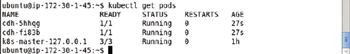 ubuntu@ip-172-30-1-45:~$ kubectl get pods
NAME READY STATUS RESTARTS AGE
cdh-5hhqg 1/1 Running 0 27s
cdh-fi83b 1/1 Running 0 27s
k8s-master-127.0.0.1 3/3 Running 0 1h
ubuntu@ip-172-30-1-45:~$